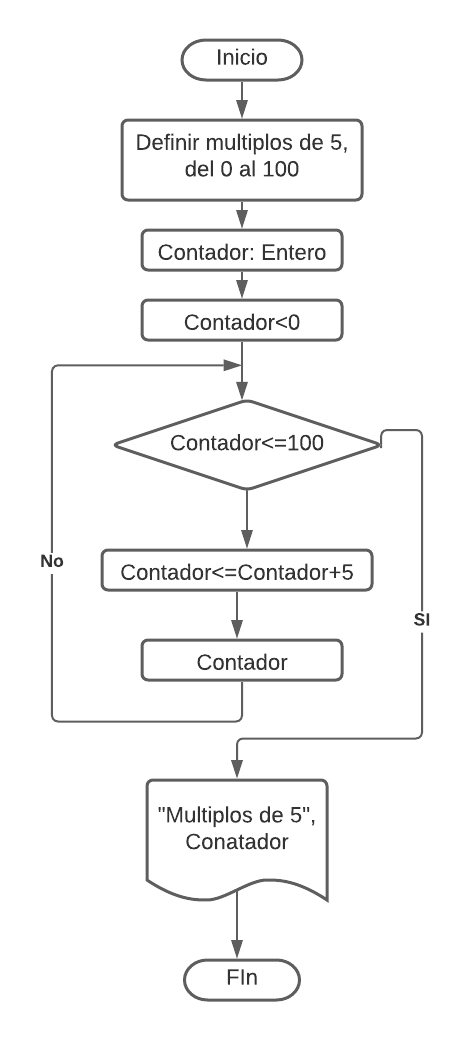 Inicio
Definir multiplos de 5,
del 0 al 100
Contador: Entero
Contador<0
Contador<=100
No
Contador<=Contador+5
SI
Contador
"Multiplos de 5",
Conatador
FIn